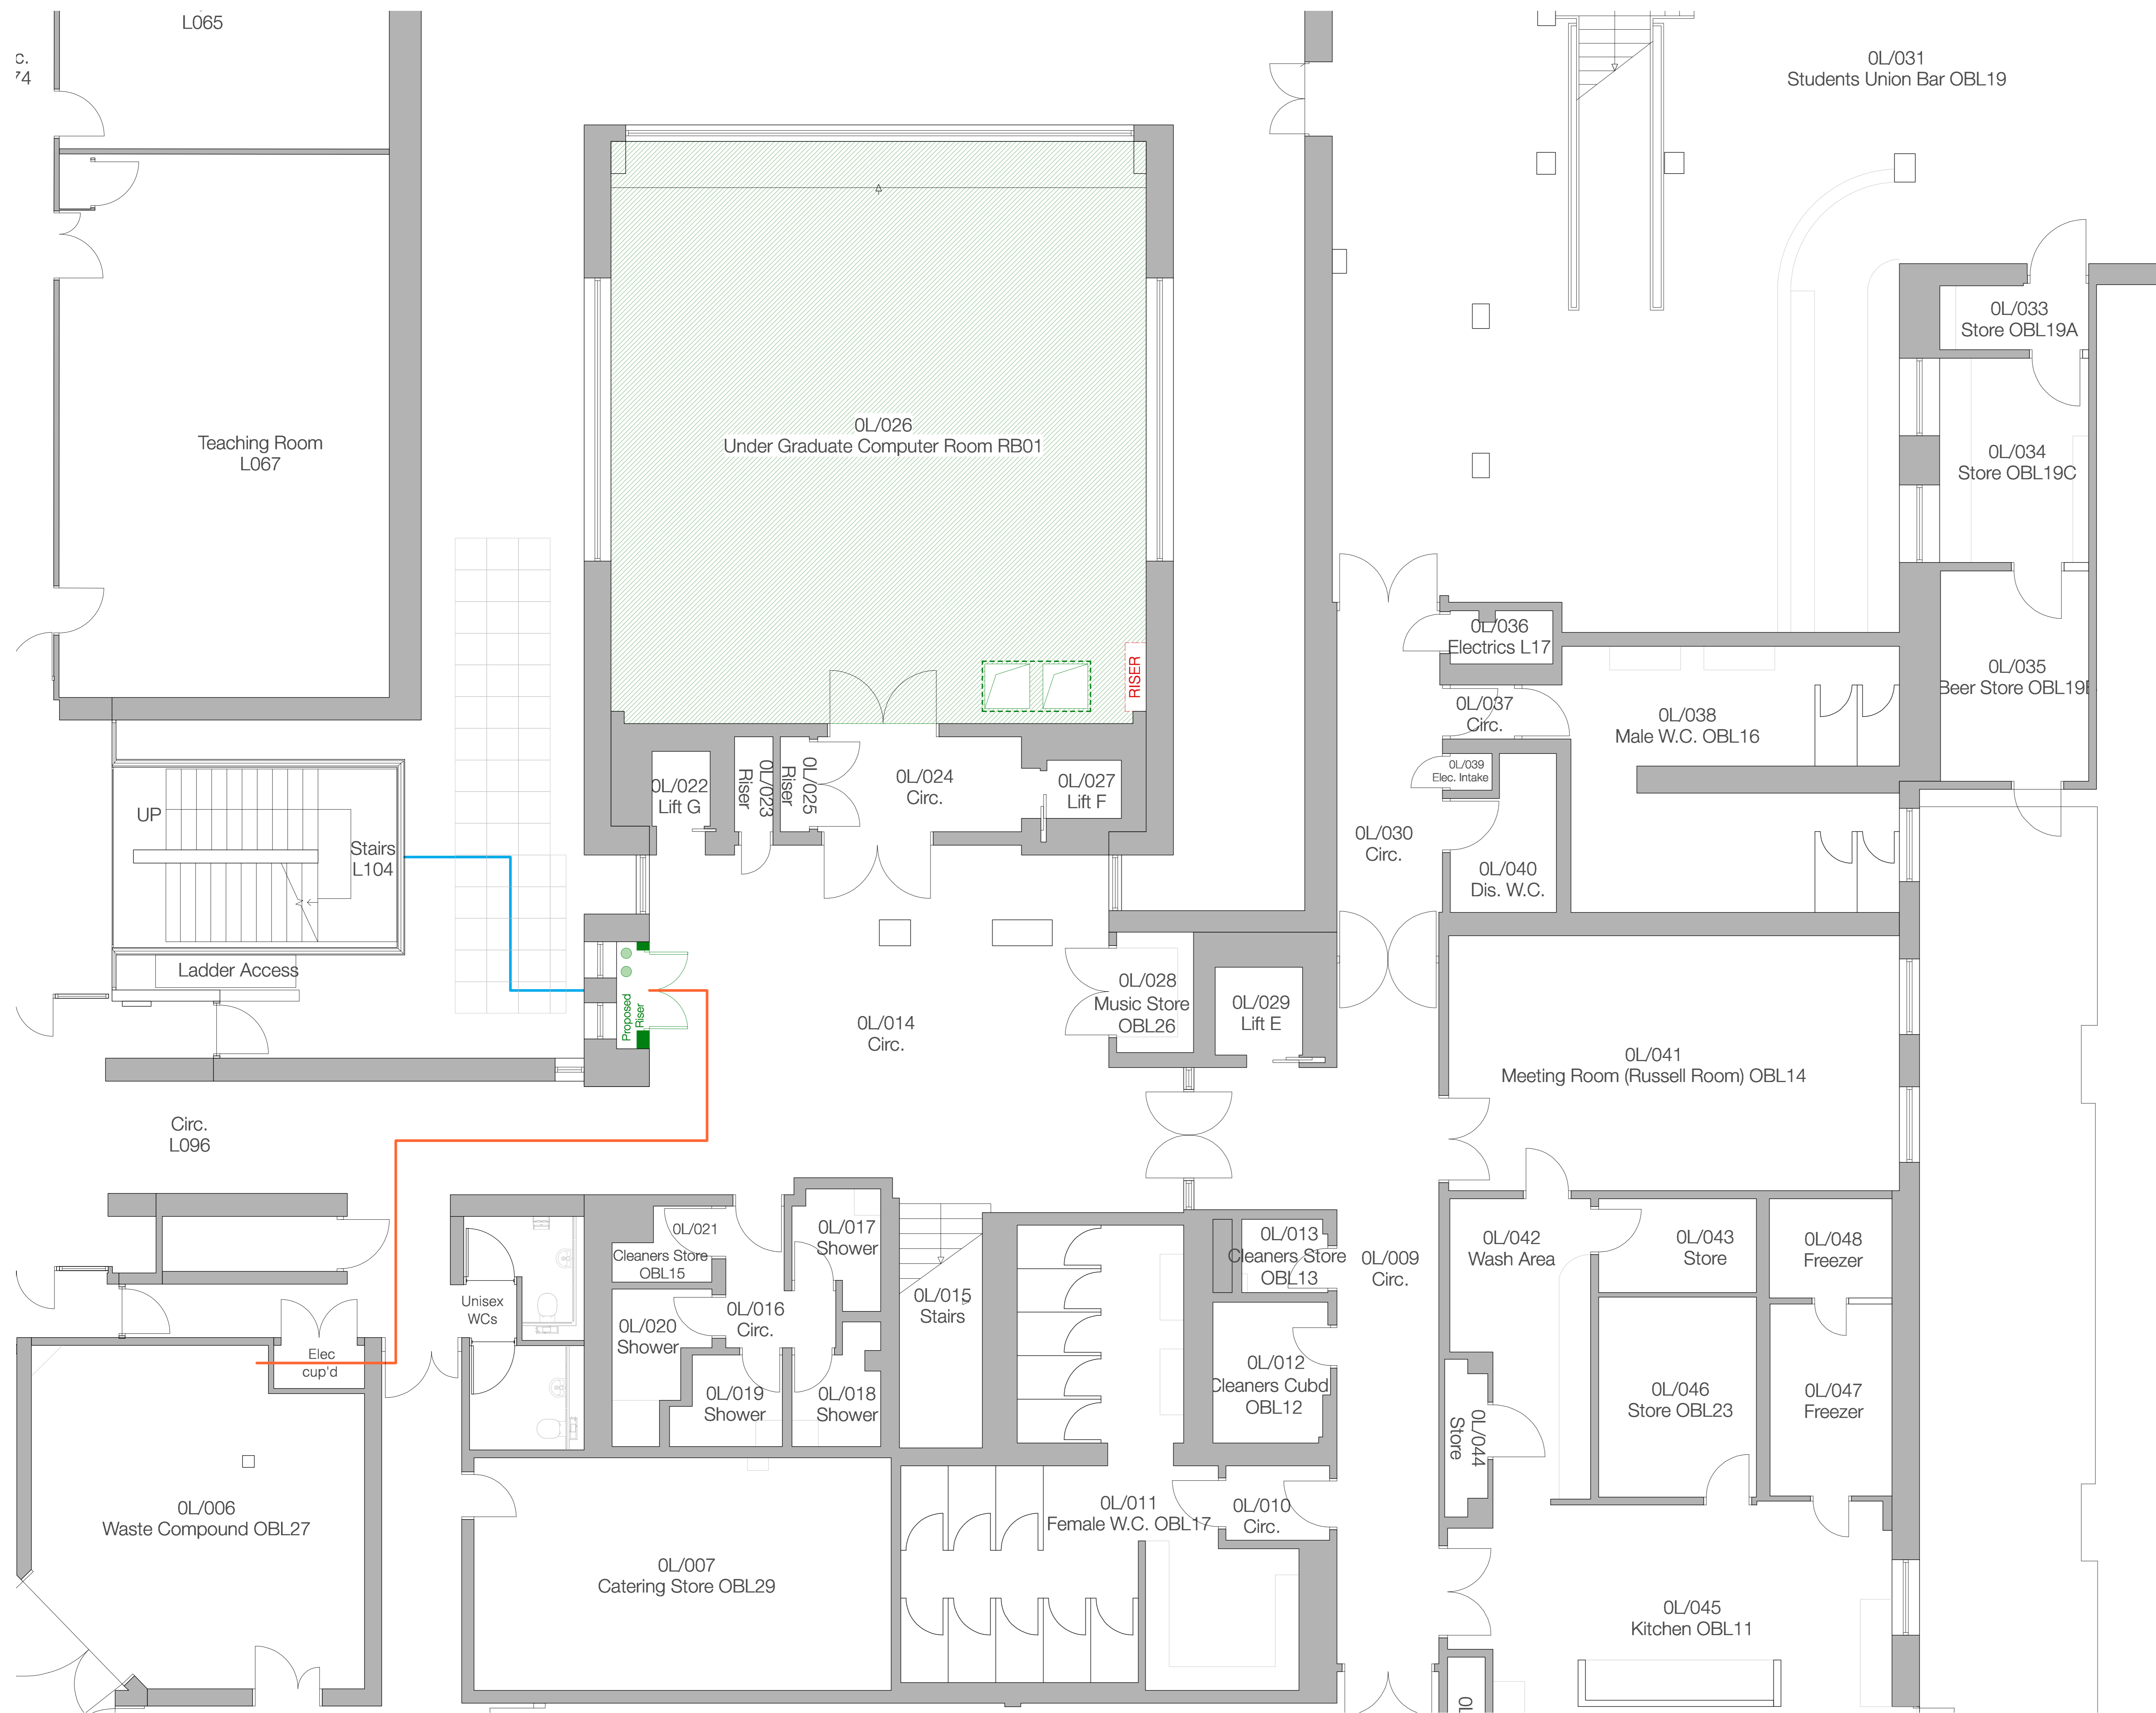 L065
c.
74
0L/031
Students Union Bar OBL19
0L/033
Store OBL19A
0L/026
Under Graduate Computer Room RB01
Teaching Room
L067
0L/034
Store OBL19C
0L/036
Electrics L17
RISER
0L/035
Beer Store OBL19B
0L/037
Circ.
0L/038
Male W.C. OBL16
0L/039
Elec. Intake
0L/022
Lift G
0L/023
Riser
0L/025
Riser
0L/024
Circ.
0L/027
Lift F
UP
Stairs
L104
0L/030
Circ.
0L/040
Dis. W.C.
Ladder Access
Proposed
Riser
0L/028
Music Store
OBL26
0L/029
Lift E
0L/014
Circ.
0L/041
Meeting Room (Russell Room) OBL14
Circ.
L096
0L/021
Cleaners Store
OBL15
0L/017
Shower
0L/013
Cleaners Store
OBL13
0L/009
Circ.
0L/042
Wash Area
0L/043
Store
0L/048
Freezer
Unisex
WCs
0L/016
Circ.
0L/015
Stairs
0L/020
Shower
Elec
cup'd
0L/019
Shower
0L/018
Shower
0L/012
Cleaners Cubd
OBL12
0L/044
Store
0L/046
Store OBL23
0L/047
Freezer
0L/006
Waste Compound OBL27
0L/011
Female W.C. OBL17
0L/010
Circ.
0L/007
Catering Store OBL29
0L/045
Kitchen OBL11
0L